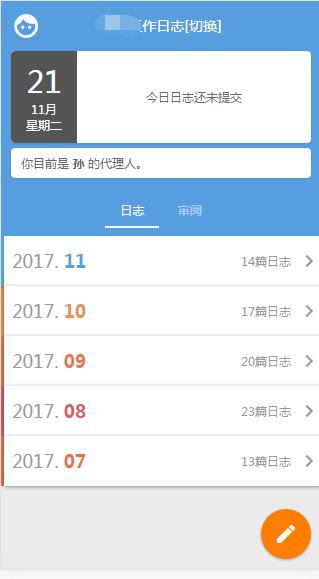 作日志[切换]
21
11月
星期二
今日日志还未提交
你目前是 孙 的代理人。
日志 审阅
2017. 11 14篇日志
2017. 10 17篇日志
2017. 09 20篇日志
2017. 08 23篇日志
2017. 07 13篇日志